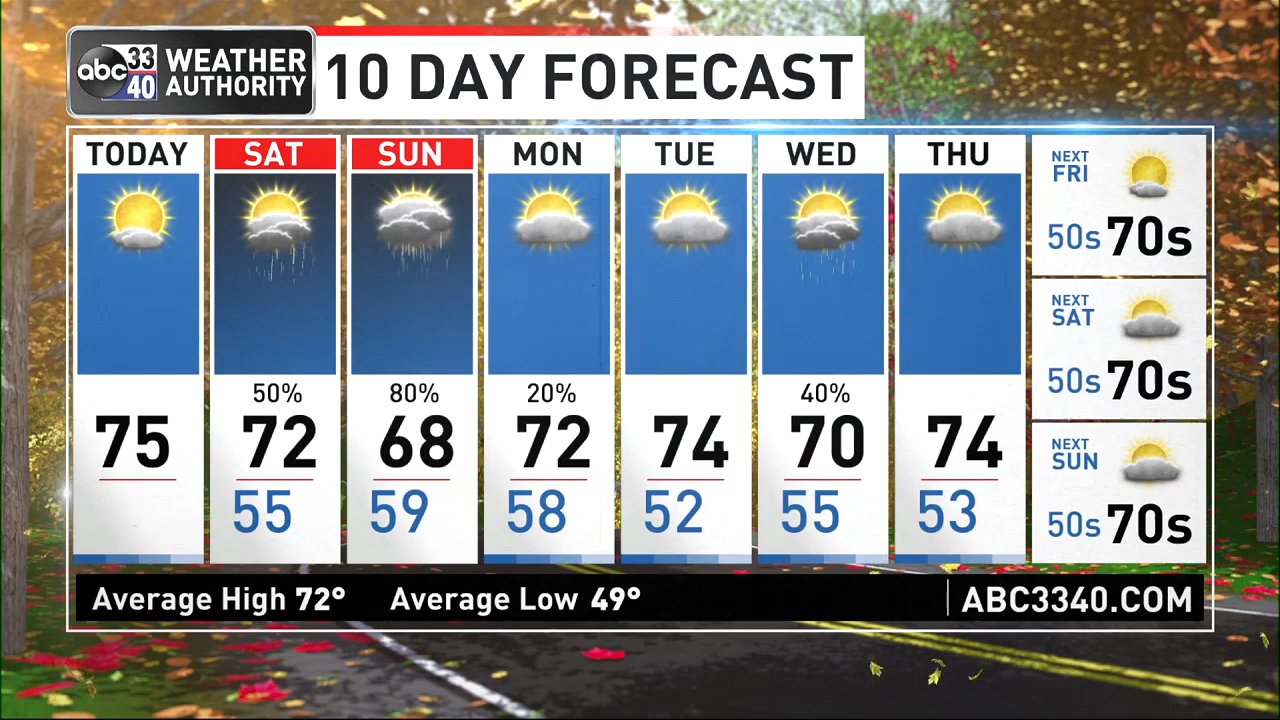 abc 33 40
WEATHER AUTHORITY
10 DAY FORECAST
TODAY
75
SAT
50%
72
55
SUN
80%
68
59
MON
20%
72
58
TUE
74
52
WED
40%
70
55
THU
74
53
NEXT
FRI
50s 70s
NEXT
SAT
50s 70s
NEXT
SUN
50s 70s
Average High 72° Average Low 49° ABC3340.COM